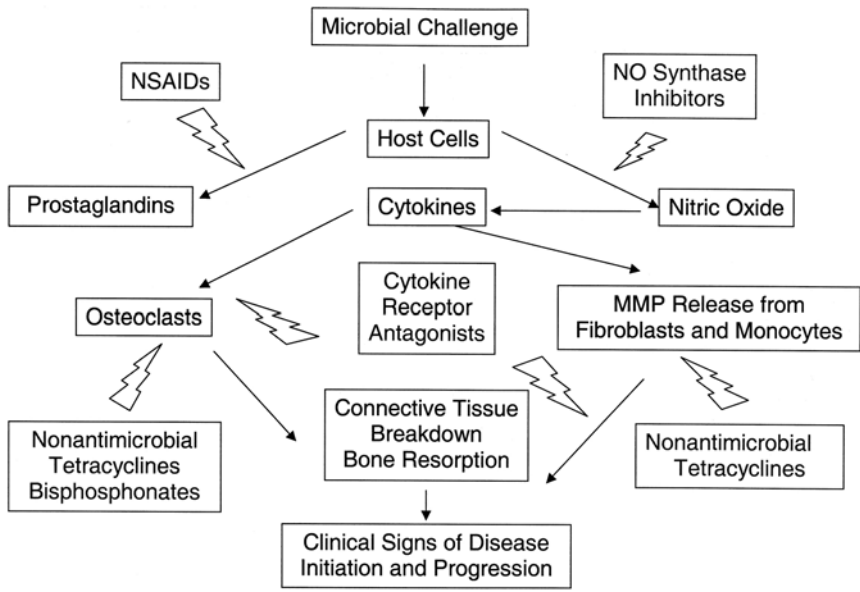 Microbial Challenge
NSAIDs
NO Synthase
Inhibitors
Host Cells
Prostaglandins
Cytokines
Nitric Oxide
Osteoclasts
Cytokine
Receptor
Antagonists
MMP Release from
Fibroblasts and Monocytes
Nonantimicrobial
Tetracyclines
Bisphosphonates
Connective Tissue
Breakdown
Bone Resorption
Nonantimicrobial
Tetracyclines
Clinical Signs of Disease
Initiation and Progression